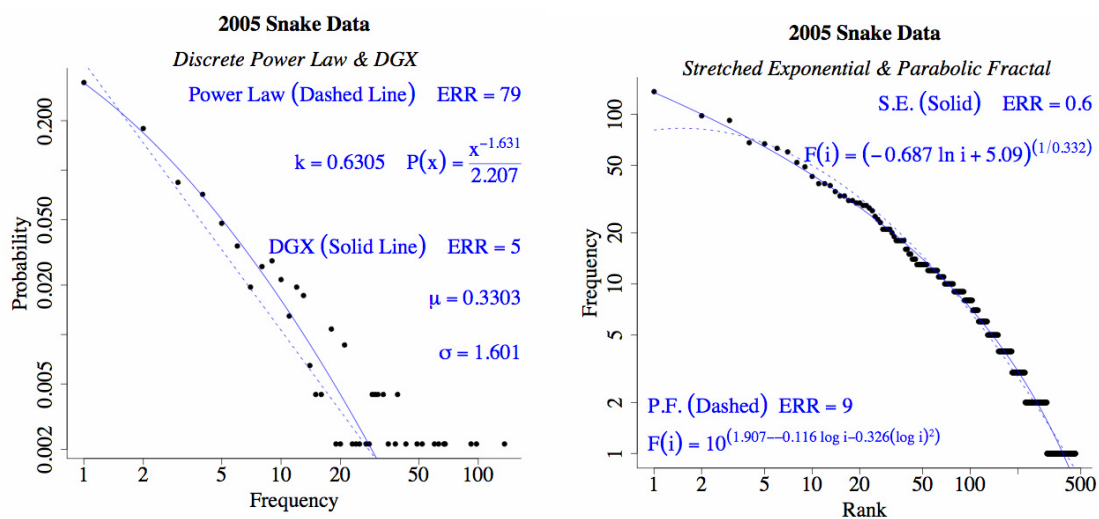 2005 Snake Data
Discrete Power Law & DGX
Power Law (Dashed Line) ERR = 79
k = 0.6305 P(x) = x^-1.631 / 2.207
DGX (Solid Line) ERR = 5
μ = 0.3303
σ = 1.601
Probability
0.200
0.050
0.020
0.005
0.002
1 2 5 10 20 50 100
Frequency
2005 Snake Data
Stretched Exponential & Parabolic Fractal
S.E. (Solid) ERR = 0.6
F(i) = (−0.687 ln i + 5.09)^(1/0.332)
P.F. (Dashed) ERR = 9
F(i) = 10^(1.907−−0.116 log i−0.326(log i)^2)
Frequency
100
50
20
10
5
2
1
1 2 5 10 20 50 100 500
Rank